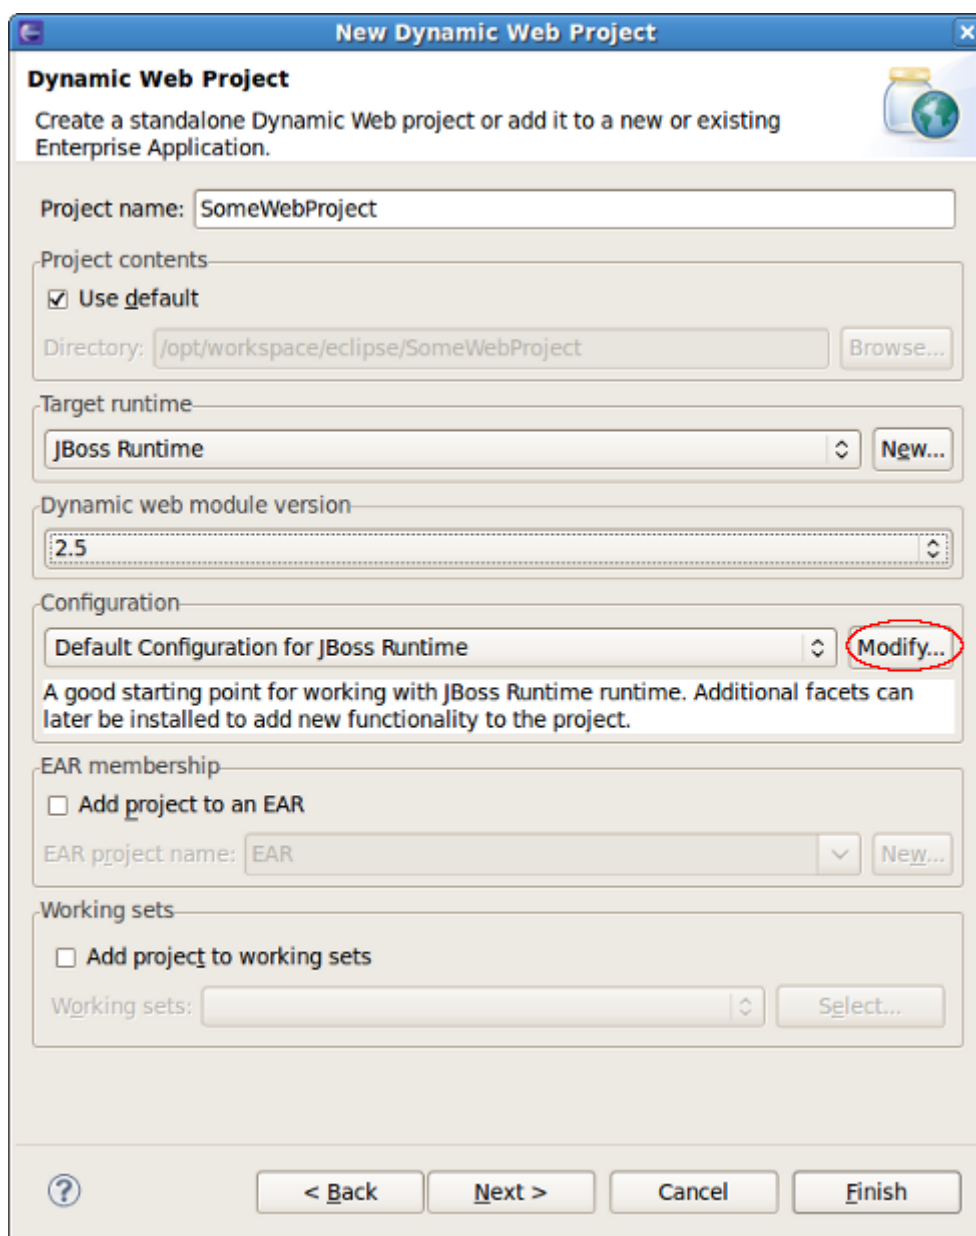 New Dynamic Web Project
Dynamic Web Project
Create a standalone Dynamic Web project or add it to a new or existing
Enterprise Application.
Project name: SomeWebProject
Project contents
Use default
Directory: /opt/workspace/eclipse/SomeWebProject Browse...
Target runtime
JBoss Runtime New...
Dynamic web module version
2.5
Configuration
Default Configuration for JBoss Runtime Modify...
A good starting point for working with JBoss Runtime runtime. Additional facets can
later be installed to add new functionality to the project.
EAR membership
Add project to an EAR
EAR project name: EAR New...
Working sets
Add project to working sets
Working sets: Select...
? < Back Next > Cancel Finish